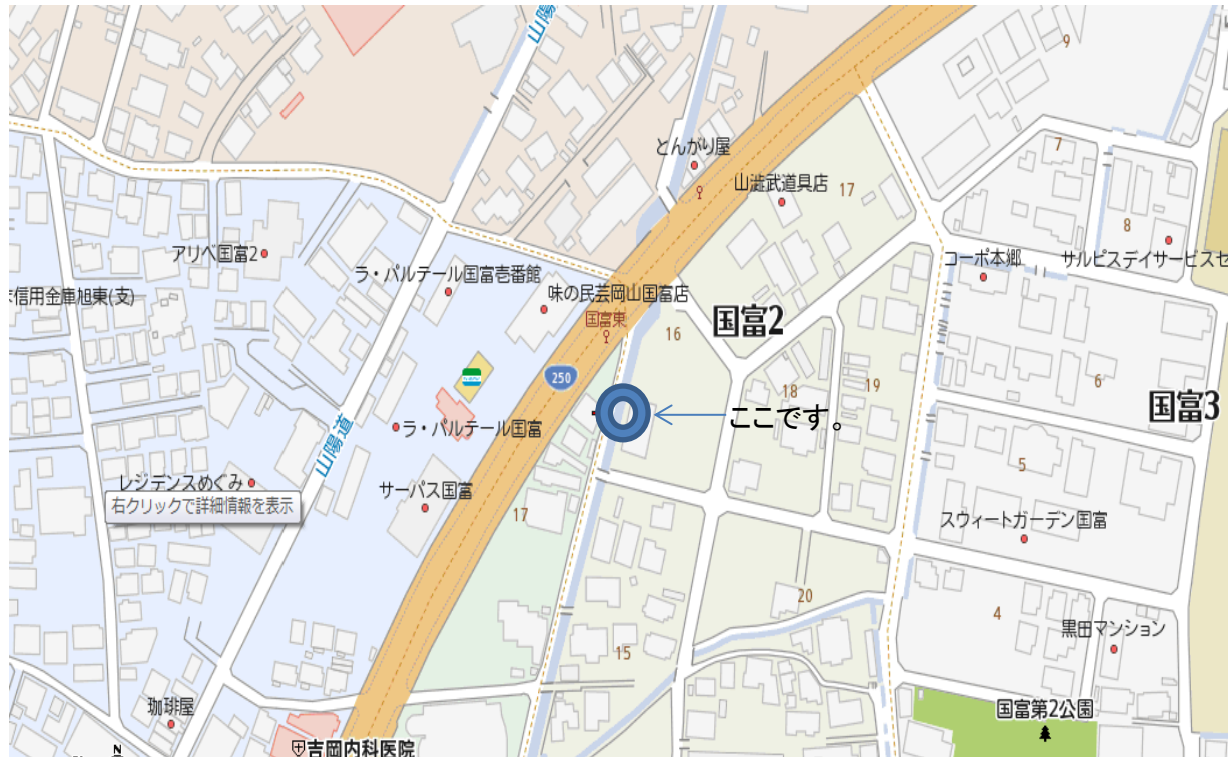 山陽
9
とんがり屋
7
山澁武道具店
17
8
アリベ国富2
コーポ本郷
サルビスデイサービスセ
ラ・パルテール国富壱番館
信用金庫旭東(支)
味の民芸岡山国富店
国富東
16
国富2
250
18
19
6
国富3
ここです。
ラ・パルテール国富
山陽道
レジデンスめぐみ
右クリックで詳細情報を表示
サーパス国富
17
5
スウィートガーデン国富
20
4
黒田マンション
15
珈琲屋
国富第2公園
吉岡内科医院
N